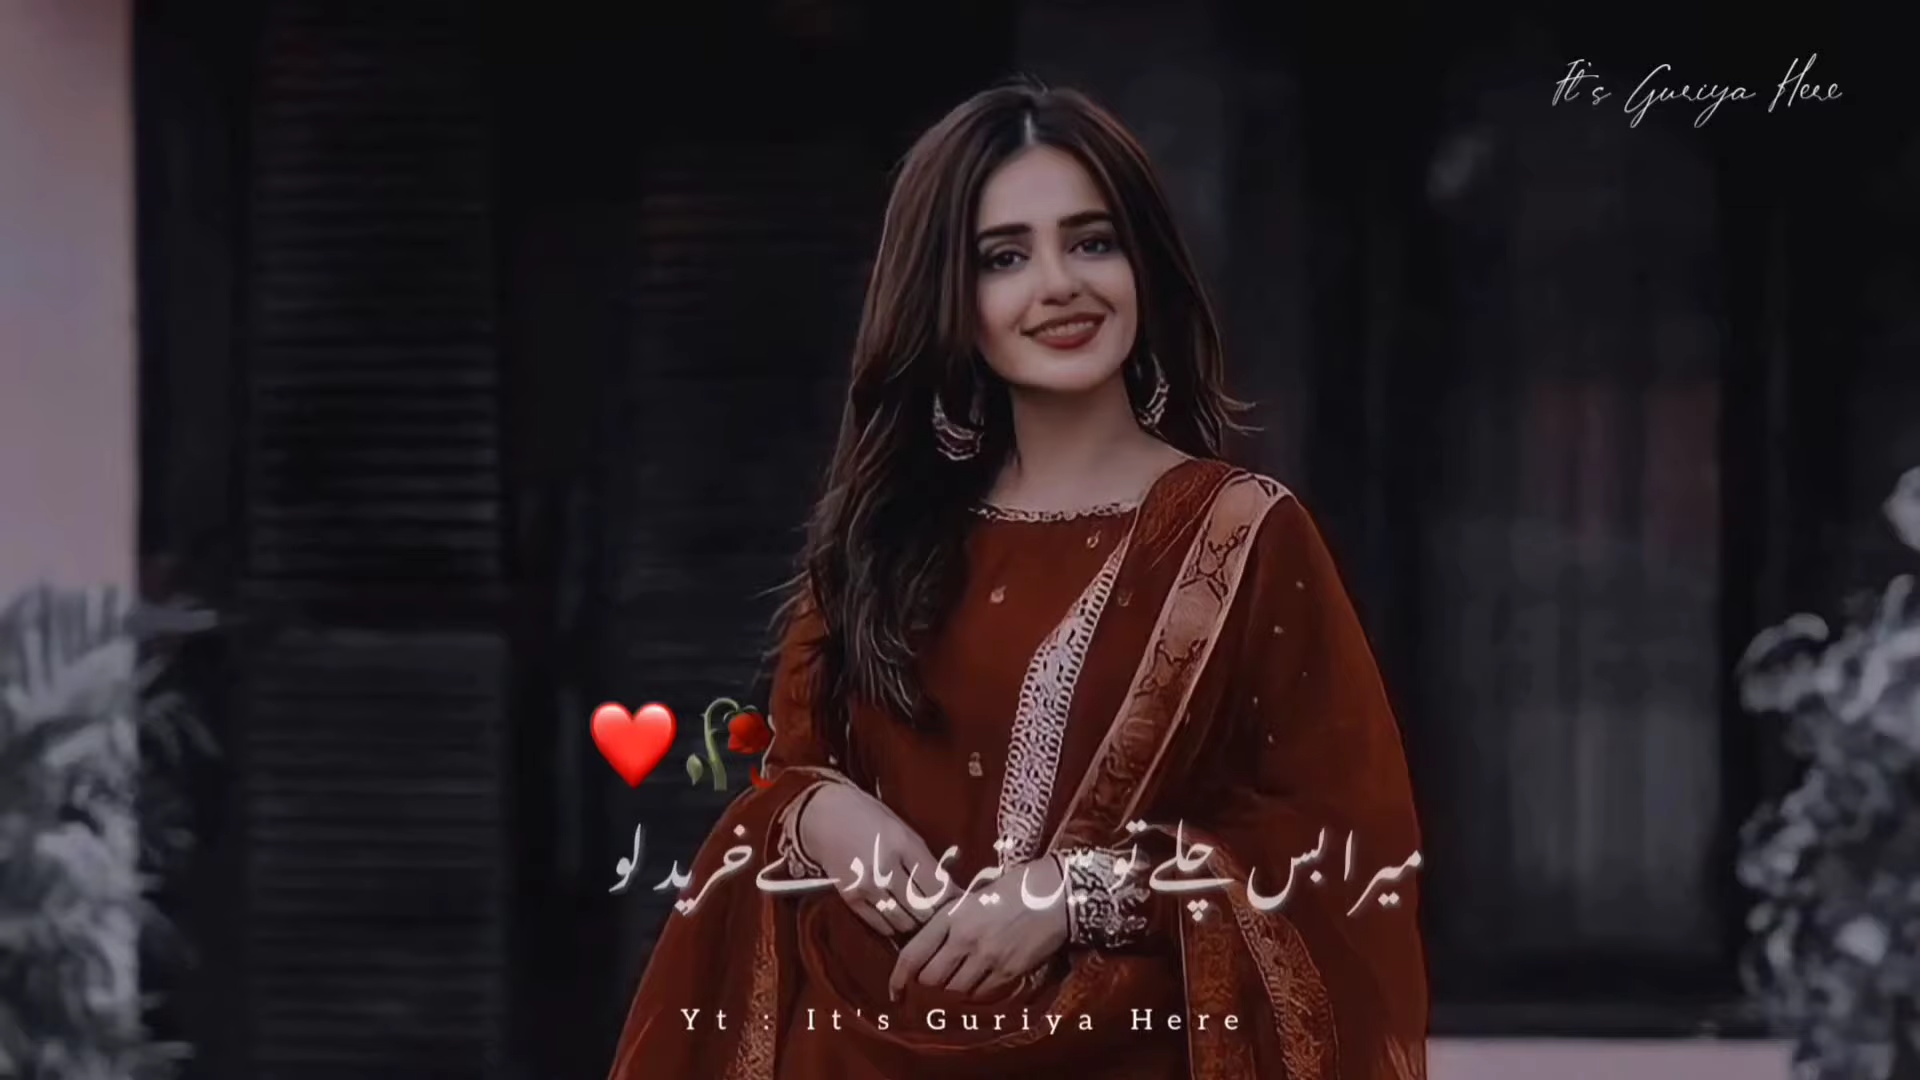 It's Guriya Here
❤️🥀
میرا بس چلے تو میں تیری یادے خرید لو
Yt : It's Guriya Here